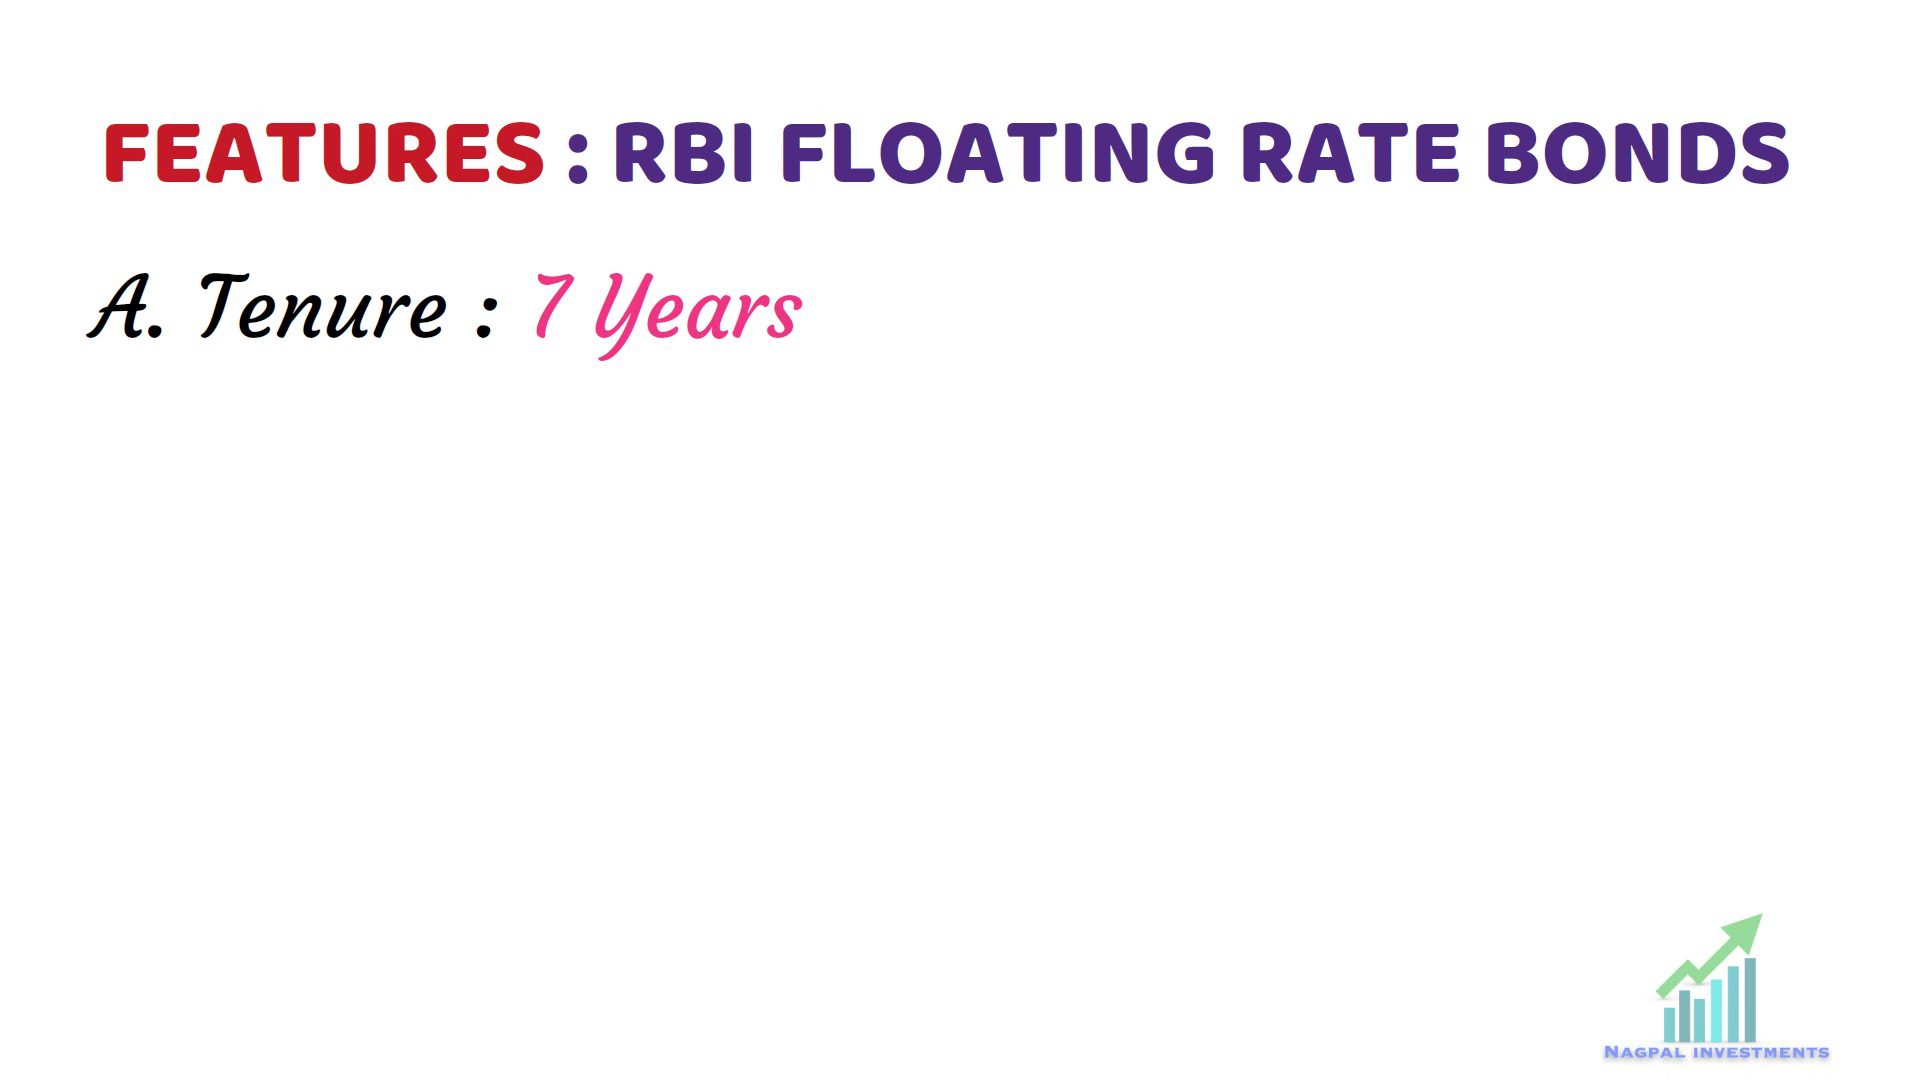 FEATURES : RBI FLOATING RATE BONDS
A. Tenure : 7 Years
NAGPAL INVESTMENTS